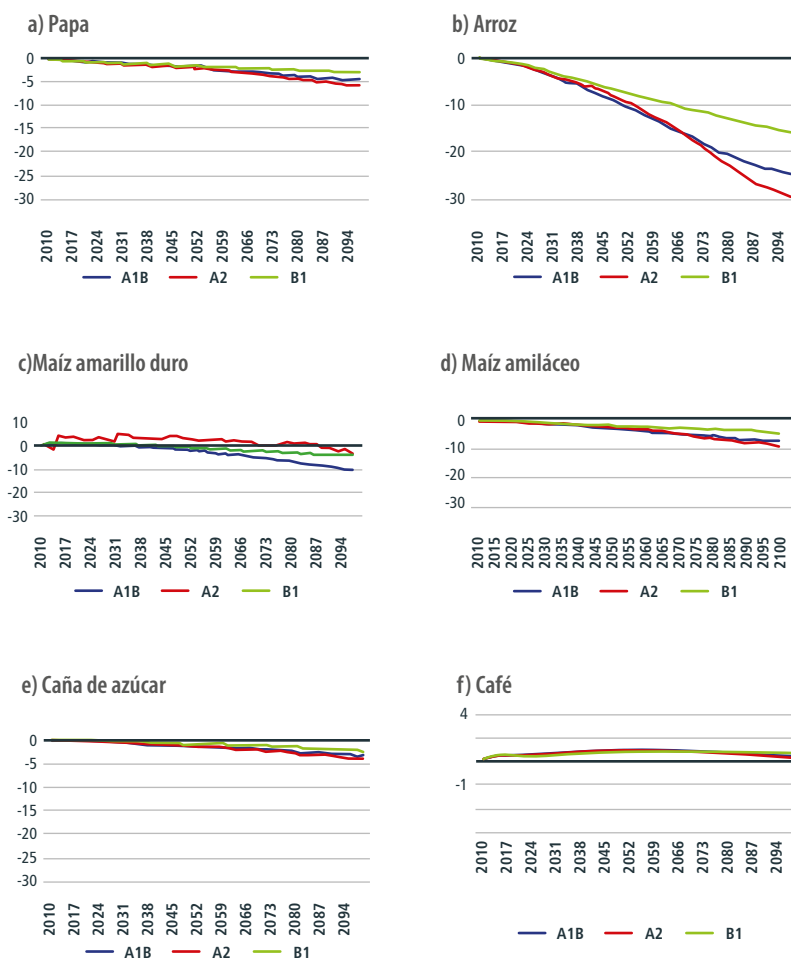 a) Papa
0
-5
-10
-15
-20
-25
-30
2010 2017 2024 2031 2038 2045 2052 2059 2066 2073 2080 2087 2094
A1B A2 B1
b) Arroz
0
-10
-20
-30
2010 2017 2024 2031 2038 2045 2052 2059 2066 2073 2080 2087 2094
A1B A2 B1
c)Maíz amarillo duro
10
0
-10
-20
-30
2010 2017 2024 2031 2038 2045 2052 2059 2066 2073 2080 2087 2094
A1B A2 B1
d) Maíz amiláceo
0
-10
-20
-30
2010 2015 2020 2025 2030 2035 2040 2045 2050 2055 2060 2065 2070 2075 2080 2085 2090 2095 2100
A1B A2 B1
e) Caña de azúcar
0
-5
-10
-15
-20
-25
-30
2010 2017 2024 2031 2038 2045 2052 2059 2066 2073 2080 2087 2094
A1B A2 B1
f) Café
4
-1
2010 2017 2024 2031 2038 2045 2052 2059 2066 2073 2080 2087 2094
A1B A2 B1